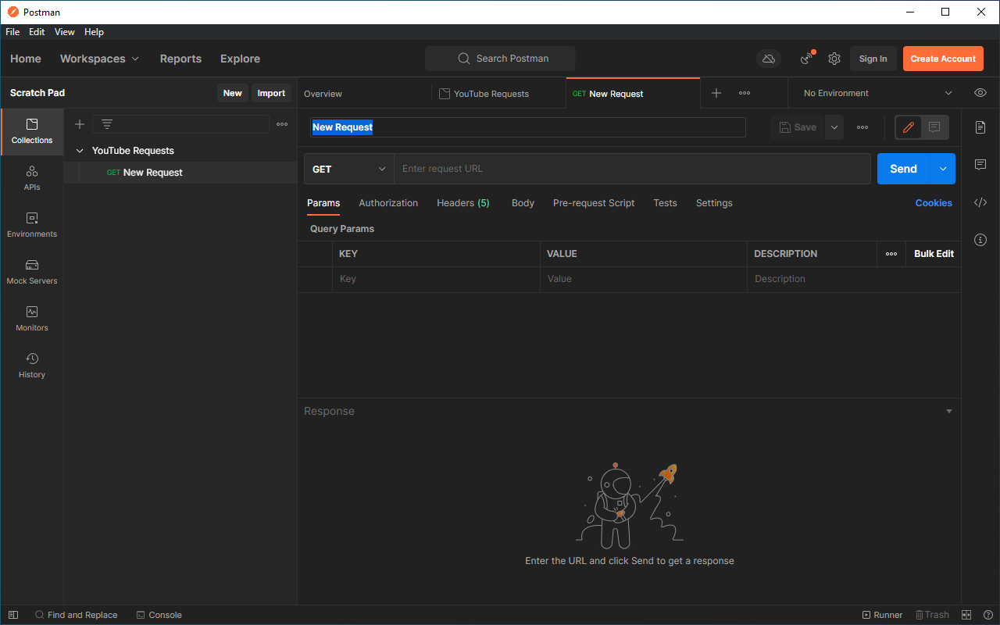 Postman
File Edit View Help
Home Workspaces Reports Explore Search Postman Sign In Create Account
Scratch Pad New Import Overview YouTube Requests GET New Request No Environment
Collections
APIs
Environments
Mock Servers
Monitors
History
YouTube Requests
GET New Request
New Request Save
GET Enter request URL Send
Params Authorization Headers (5) Body Pre-request Script Tests Settings Cookies
Query Params
KEY VALUE DESCRIPTION Bulk Edit
Key Value Description
Response
Enter the URL and click Send to get a response
Find and Replace Console Runner Trash